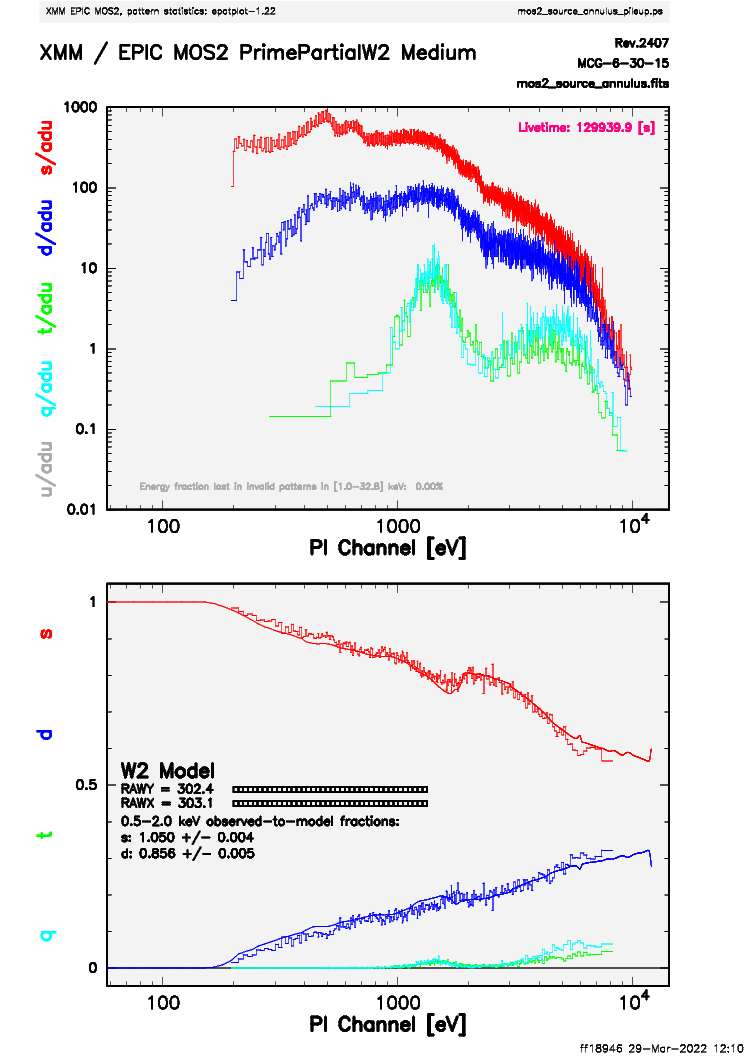 XMM EPIC MOS2, pattern statistics: epatplot-1.22 mos2_source_annulus_pileup.ps
XMM / EPIC MOS2 PrimePartialW2 Medium
Rev.2407
MCG-6-30-15
mos2_source_annulus.fits
Livetime: 129939.9 [s]
u/adu q/adu t/adu d/adu s/adu
1000
100
10
1
0.1
0.01
Energy fraction lost in invalid patterns in [1.0-32.8] keV: 0.00%
100 1000 10⁴
PI Channel [eV]
q t d s
1
0.5
0
W2 Model
RAWY = 302.4
RAWX = 303.1
0.5-2.0 keV observed-to-model fractions:
s: 1.050 +/- 0.004
d: 0.856 +/- 0.005
100 1000 10⁴
PI Channel [eV]
ff18946 29-Mar-2022 12:10